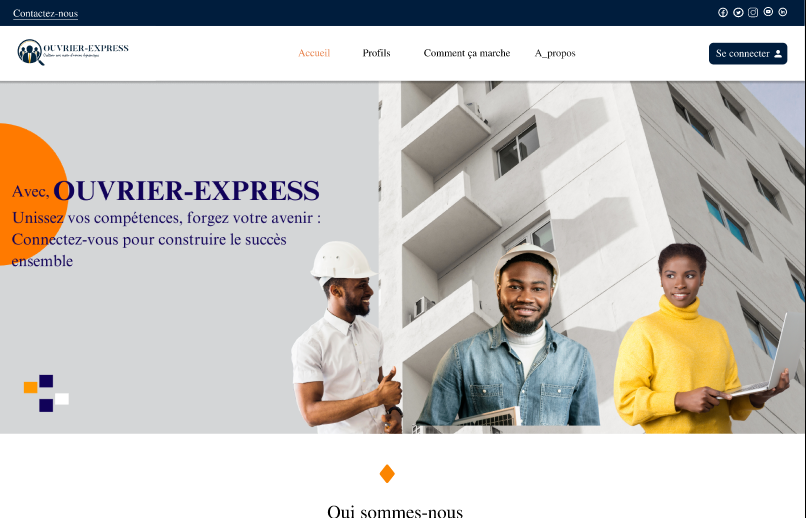 Contactez-nous
OUVRIER-EXPRESS
Accueil
Profils
Comment ça marche
A_propos
Se connecter
Avec, OUVRIER-EXPRESS
Unissez vos compétences, forgez votre avenir :
Connectez-vous pour construire le succès
ensemble
Qui sommes-nous